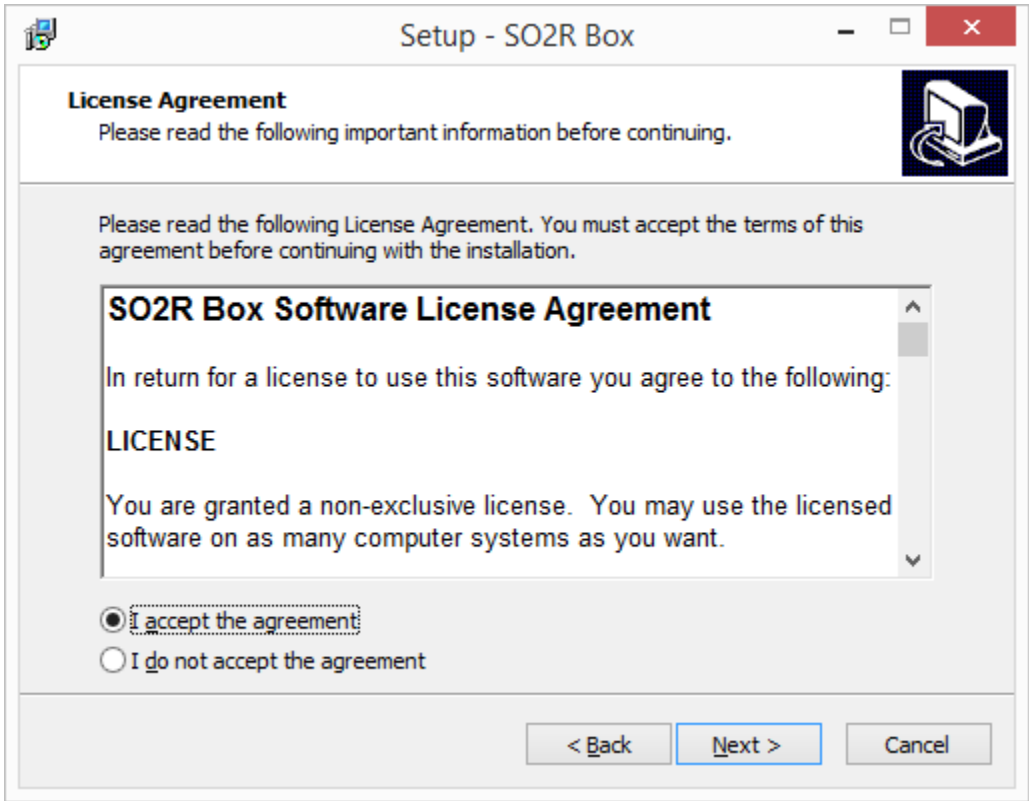 Setup - SO2R Box
License Agreement
Please read the following important information before continuing.
Please read the following License Agreement. You must accept the terms of this
agreement before continuing with the installation.
SO2R Box Software License Agreement
In return for a license to use this software you agree to the following:
LICENSE
You are granted a non-exclusive license.  You may use the licensed
software on as many computer systems as you want.
I accept the agreement
I do not accept the agreement
< Back Next > Cancel